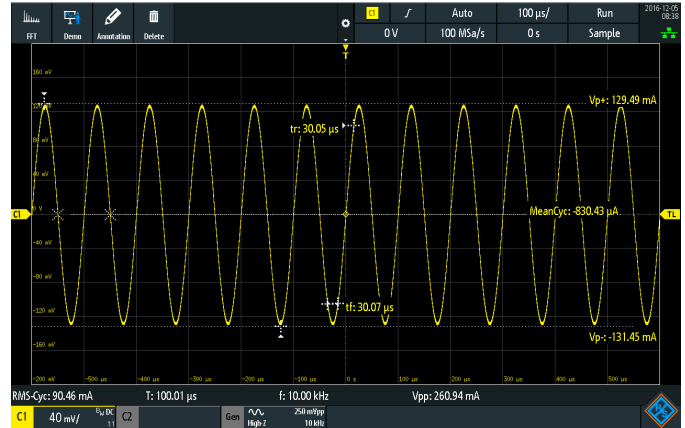 FFT
Demo
Annotation
Delete
C1
Auto
100 µs/
Run
2016-12-05
08:38
0 V
100 MSa/s
0 s
Sample
T
160 mV
Vp+: 129.49 mA
tr: 30.05 µs
80 mV
40 mV
0 V
C1
MeanCyc: -830.43 µA
TL
-40 mV
-80 mV
tf: 30.07 µs
-120 mV
Vp-: -131.45 mA
-160 mV
-200 mV
-500 µs
-400 µs
-300 µs
-200 µs
-100 µs
0 s
100 µs
200 µs
300 µs
400 µs
500 µs
RMS-Cyc: 90.46 mA
T: 100.01 µs
f: 10.00 kHz
Vpp: 260.94 mA
C1
40 mV/
BW DC
1:1
C2
Gen
250 mVpp
High-Z
10 kHz
R&S